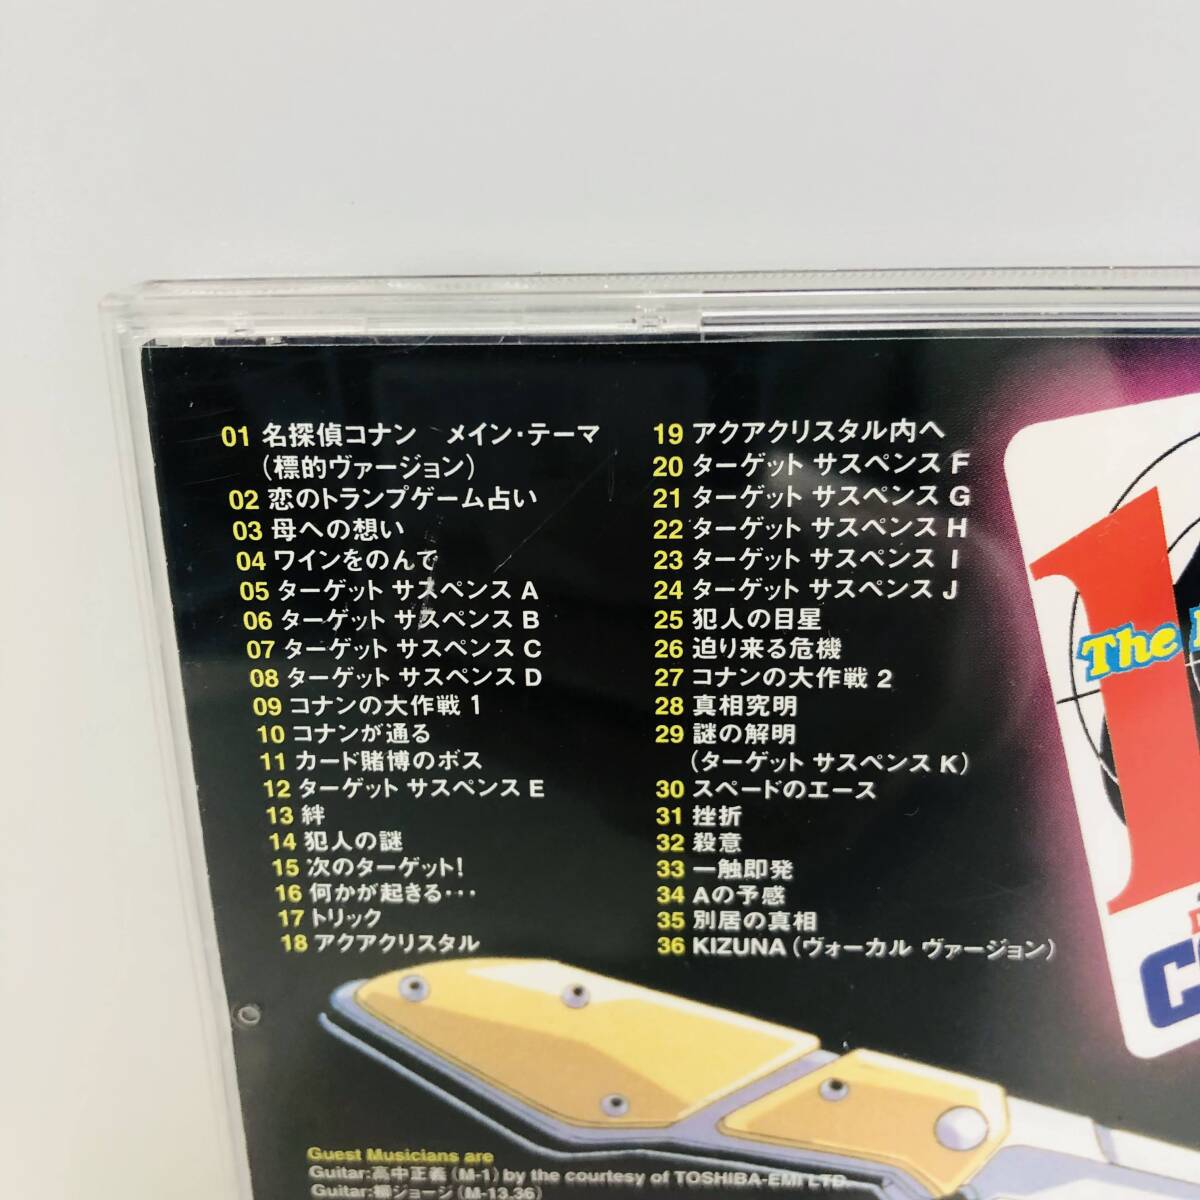 01 名探偵コナン　メイン・テーマ
(標的ヴァージョン)
02 恋のトランプゲーム占い
03 母への想い
04 ワインをのんで
05 ターゲット サスペンス A
06 ターゲット サスペンス B
07 ターゲット サスペンス C
08 ターゲット サスペンス D
09 コナンの大作戦 1
10 コナンが通る
11 カード賭博のボス
12 ターゲット サスペンス E
13 絆
14 犯人の謎
15 次のターゲット!
16 何かが起きる・・・
17 トリック
18 アクアクリスタル
19 アクアクリスタル内へ
20 ターゲット サスペンス F
21 ターゲット サスペンス G
22 ターゲット サスペンス H
23 ターゲット サスペンス I
24 ターゲット サスペンス J
25 犯人の目星
26 迫り来る危機
27 コナンの大作戦 2
28 真相究明
29 謎の解明
(ターゲット サスペンス K)
30 スペードのエース
31 挫折
32 殺意
33 一触即発
34 Aの予感
35 別居の真相
36 KIZUNA (ヴォーカル ヴァージョン)
The
Guest Musicians are
Guitar:高中正義 (M-1) by the courtesy of TOSHIBA-EMI LTD.
Guitar:柳ジョージ (M-13,36)